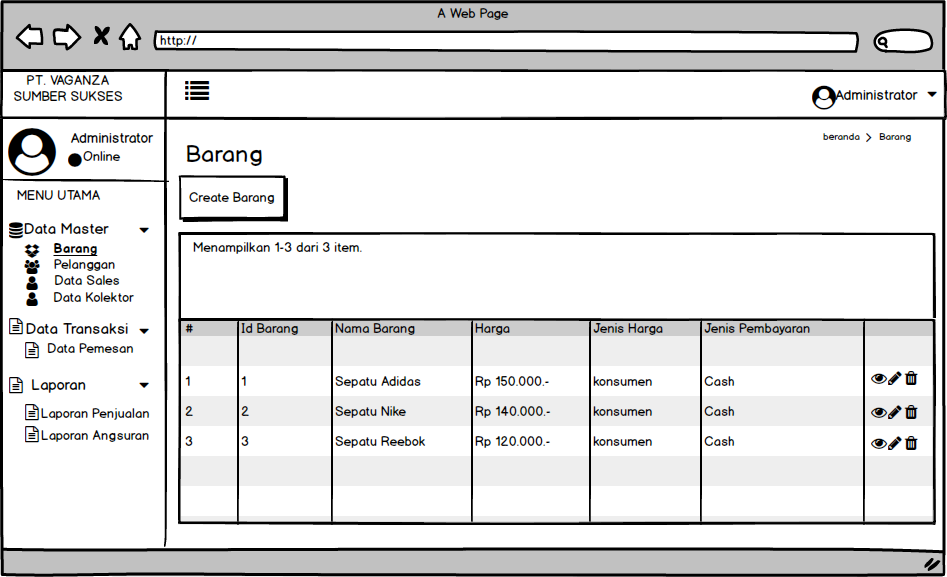 A Web Page
http://
PT. VAGANZA
SUMBER SUKSES
Administrator
Administrator
Online
MENU UTAMA
Data Master
Barang
Pelanggan
Data Sales
Data Kolektor
Data Transaksi
Data Pemesan
Laporan
Laporan Penjualan
Laporan Angsuran
beranda > Barang
Barang
Create Barang
Menampilkan 1-3 dari 3 item.
# Id Barang Nama Barang Harga Jenis Harga Jenis Pembayaran
1 1 Sepatu Adidas Rp 150.000.- konsumen Cash
2 2 Sepatu Nike Rp 140.000.- konsumen Cash
3 3 Sepatu Reebok Rp 120.000.- konsumen Cash